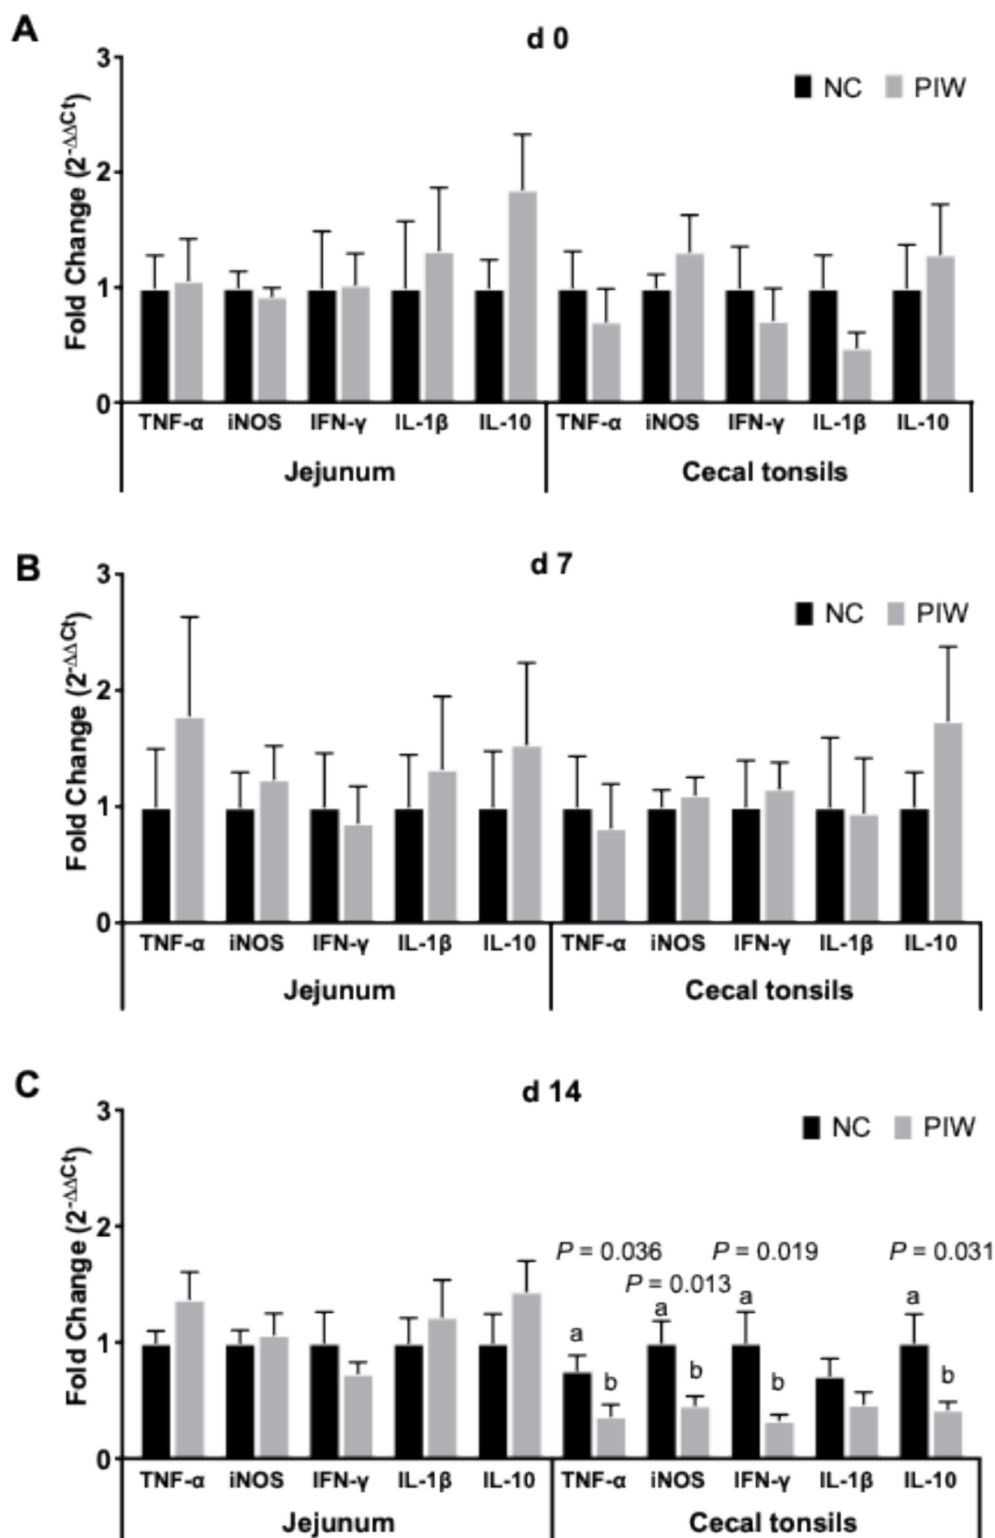 A
d 0
NC PIW
Fold Change (2-ΔΔCt)
3
2
1
0
TNF-α iNOS IFN-γ IL-1β IL-10 TNF-α iNOS IFN-γ IL-1β IL-10
Jejunum Cecal tonsils
B
d 7
NC PIW
Fold Change (2-ΔΔCt)
3
2
1
0
TNF-α iNOS IFN-γ IL-1β IL-10 TNF-α iNOS IFN-γ IL-1β IL-10
Jejunum Cecal tonsils
C
d 14
NC PIW
Fold Change (2-ΔΔCt)
3
2
1
0
P = 0.036 P = 0.019 P = 0.031
P = 0.013
a b a b a b a b
TNF-α iNOS IFN-γ IL-1β IL-10 TNF-α iNOS IFN-γ IL-1β IL-10
Jejunum Cecal tonsils